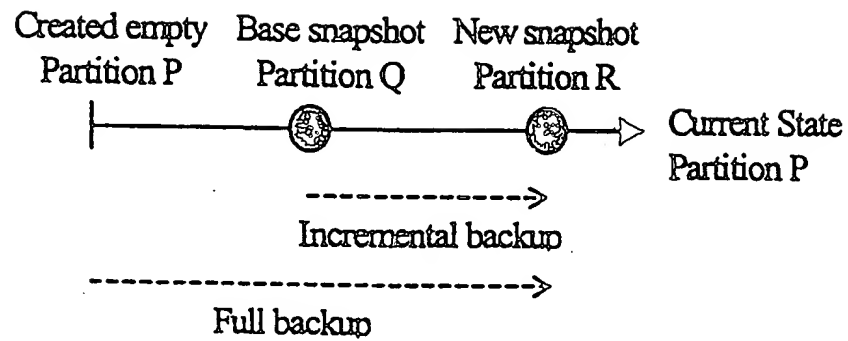 Created empty
Partition P
Base snapshot
Partition Q
New snapshot
Partition R
Current State
Partition P
Incremental backup
Full backup